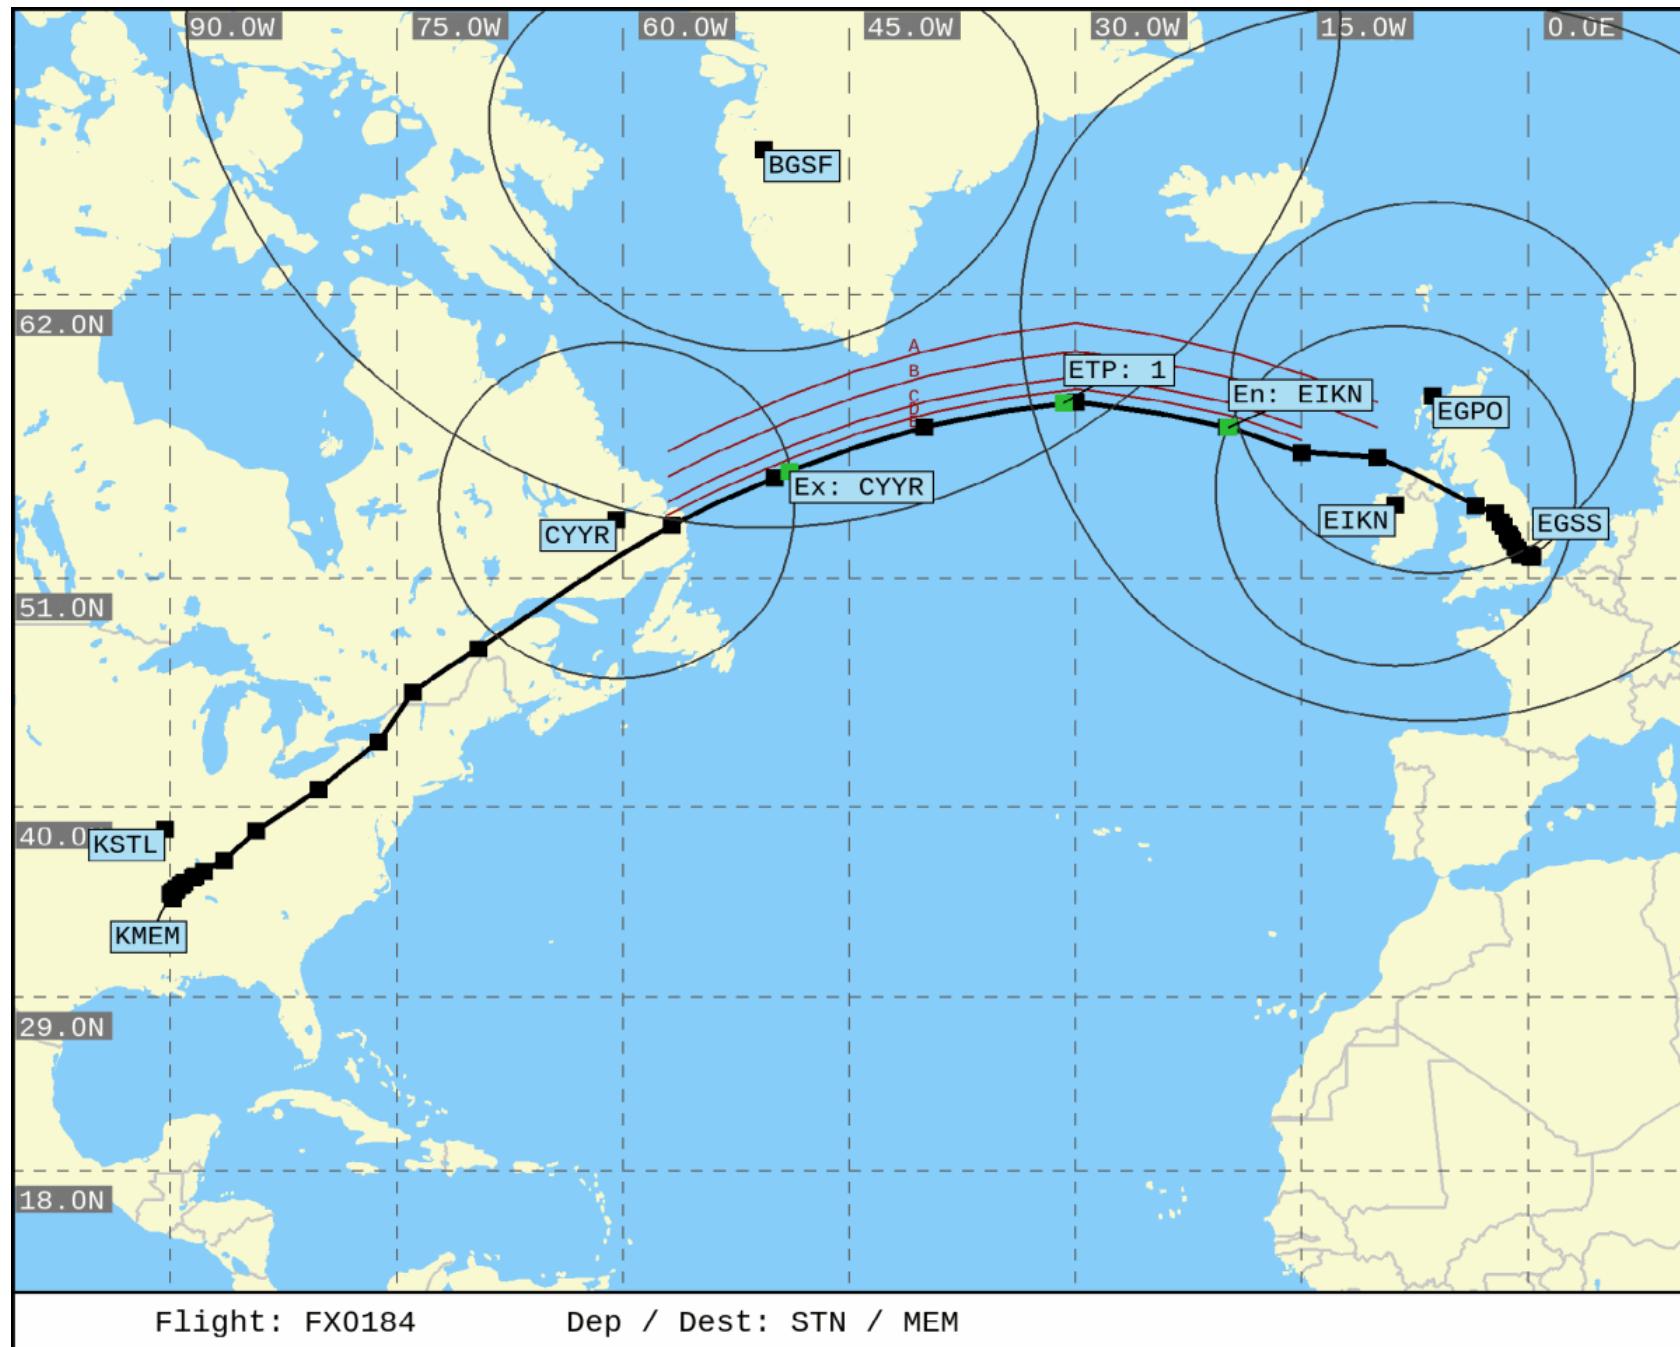 90.0W
75.0W
60.0W
45.0W
30.0W
15.0W
0.0E
BGSF
62.0N
A
B
C
D
E
ETP: 1
En: EIKN
EGPO
Ex: CYYR
CYYR
EIKN
EGSS
51.0N
40.0N
KSTL
KMEM
29.0N
18.0N
Flight: FX0184
Dep / Dest: STN / MEM